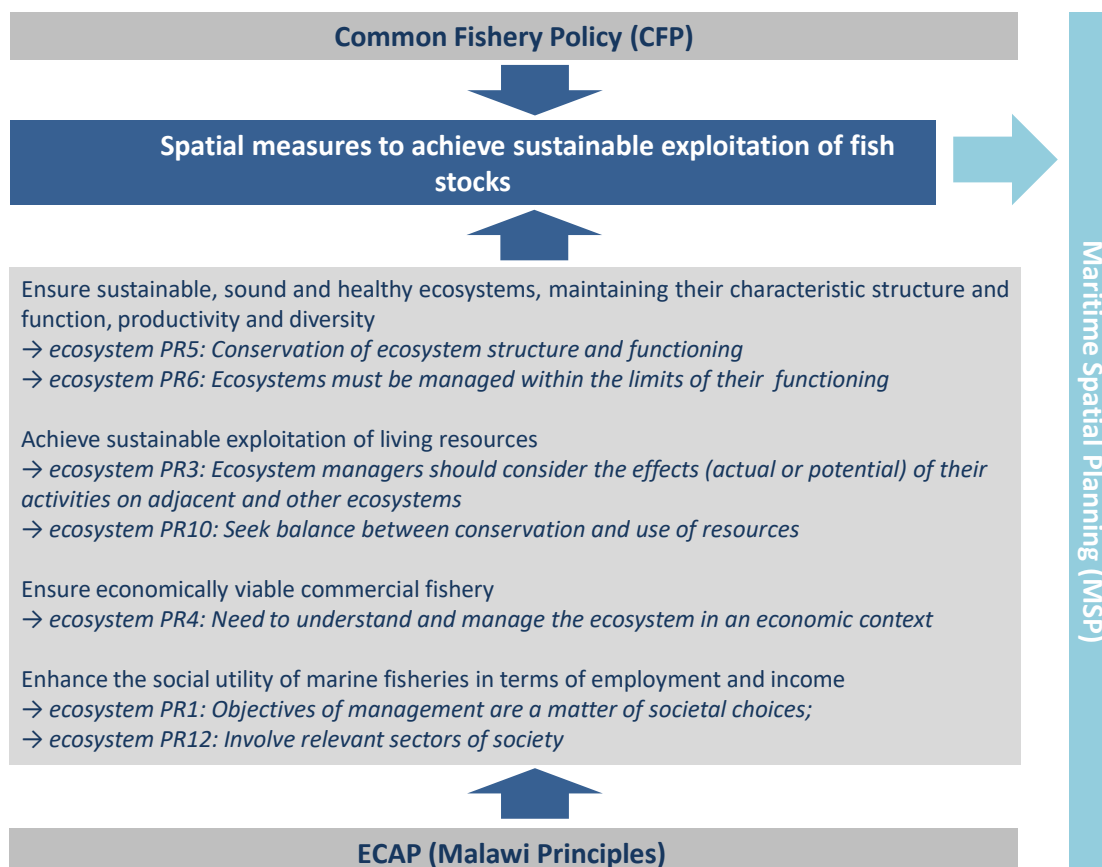 Common Fishery Policy (CFP)
Spatial measures to achieve sustainable exploitation of fish
stocks
Ensure sustainable, sound and healthy ecosystems, maintaining their characteristic structure and
function, productivity and diversity
→ ecosystem PR5: Conservation of ecosystem structure and functioning
→ ecosystem PR6: Ecosystems must be managed within the limits of their functioning
Achieve sustainable exploitation of living resources
→ ecosystem PR3: Ecosystem managers should consider the effects (actual or potential) of their
activities on adjacent and other ecosystems
→ ecosystem PR10: Seek balance between conservation and use of resources
Ensure economically viable commercial fishery
→ ecosystem PR4: Need to understand and manage the ecosystem in an economic context
Enhance the social utility of marine fisheries in terms of employment and income
→ ecosystem PR1: Objectives of management are a matter of societal choices;
→ ecosystem PR12: Involve relevant sectors of society
ECAP (Malawi Principles)
Maritime Spatial Planning (MSP)